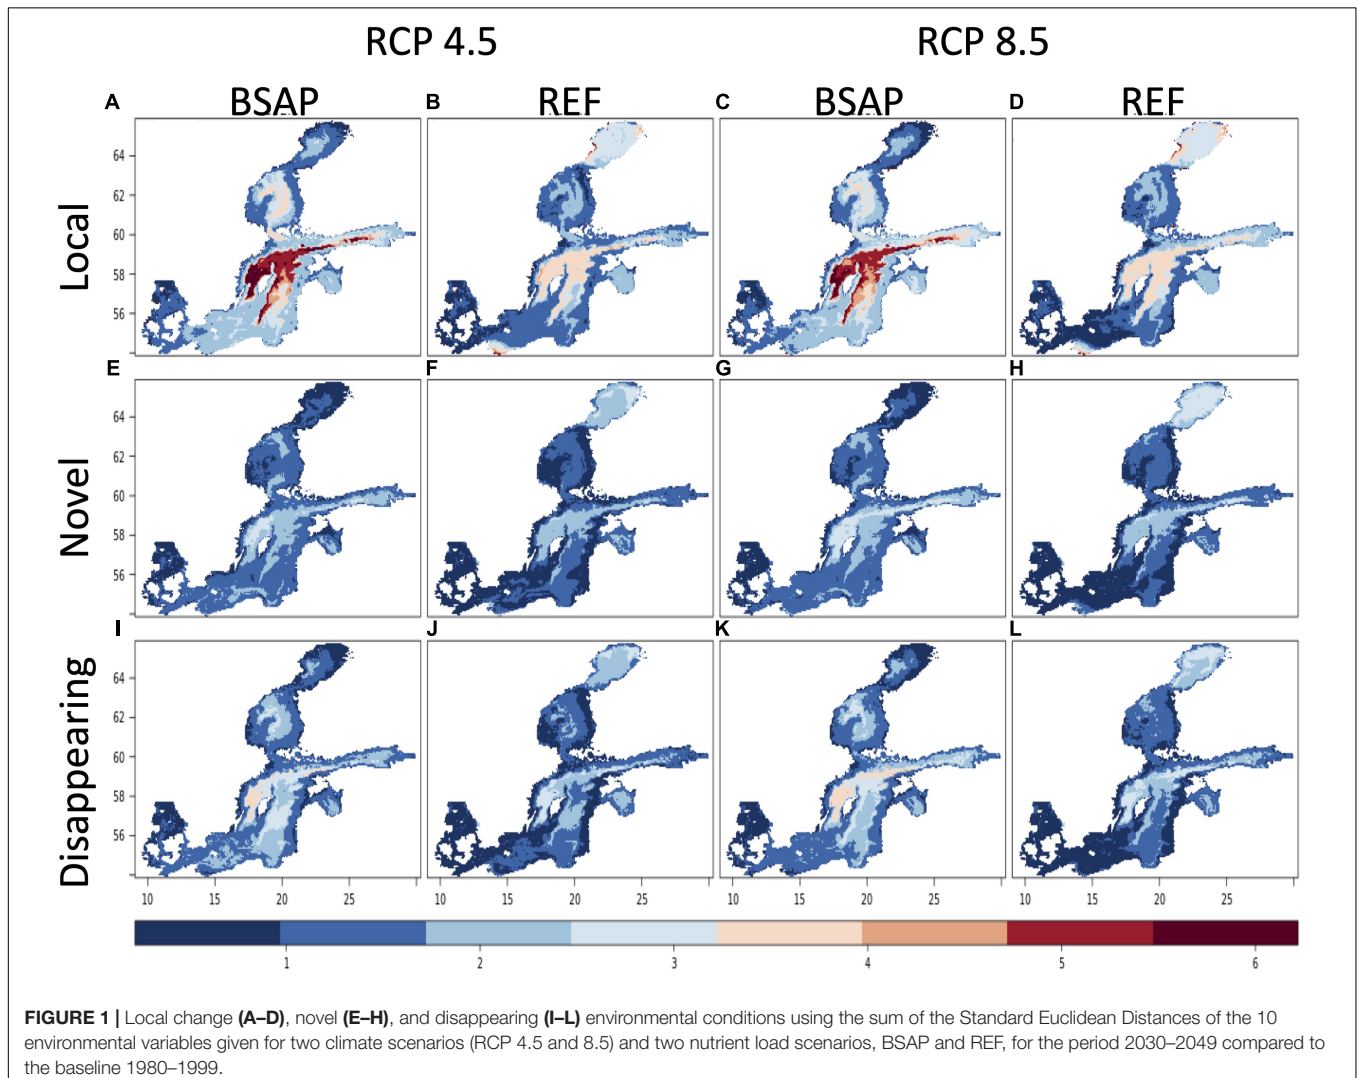 RCP 4.5 RCP 8.5
A BSAP B REF C BSAP D REF
Local
64
62
60
58
56
E F G H
Novel
64
62
60
58
56
I J K L
Disappearing
64
62
60
58
56
10 15 20 25 10 15 20 25 10 15 20 25 10 15 20 25
1 2 3 4 5 6
FIGURE 1 | Local change (A–D), novel (E–H), and disappearing (I–L) environmental conditions using the sum of the Standard Euclidean Distances of the 10
environmental variables given for two climate scenarios (RCP 4.5 and 8.5) and two nutrient load scenarios, BSAP and REF, for the period 2030–2049 compared to
the baseline 1980–1999.